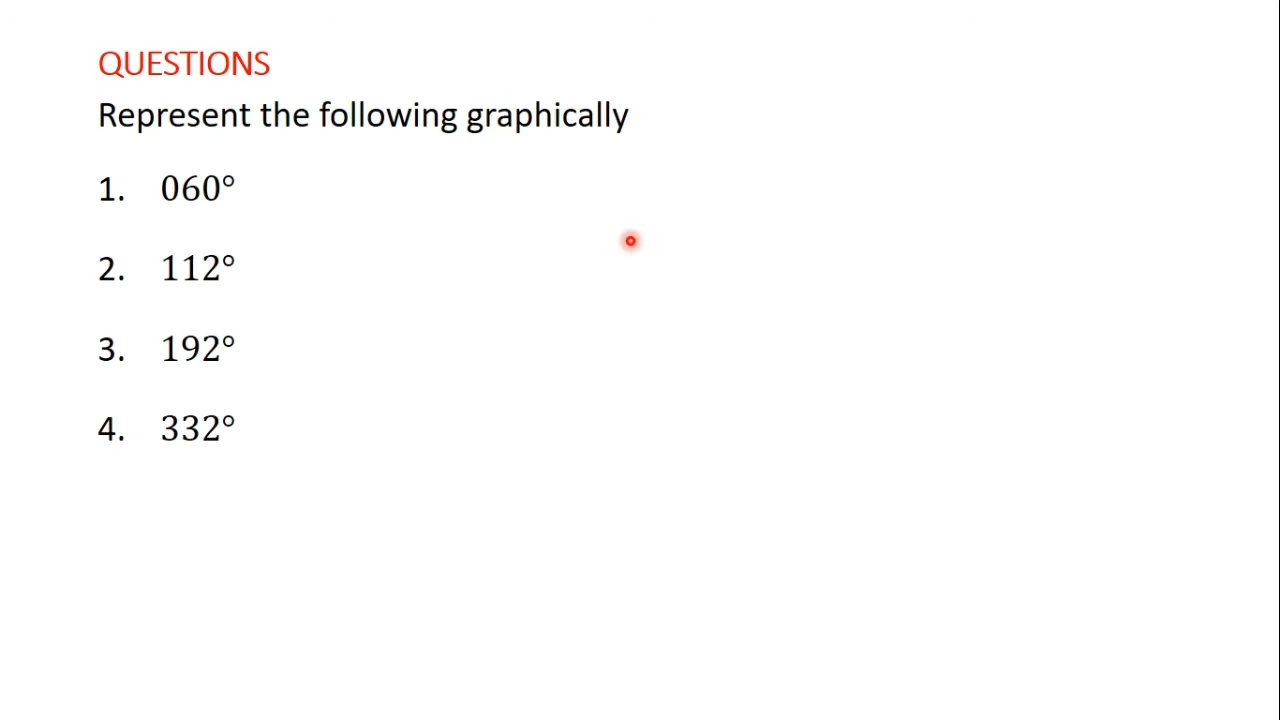 QUESTIONS
Represent the following graphically
1. 060°
2. 112°
3. 192°
4. 332°